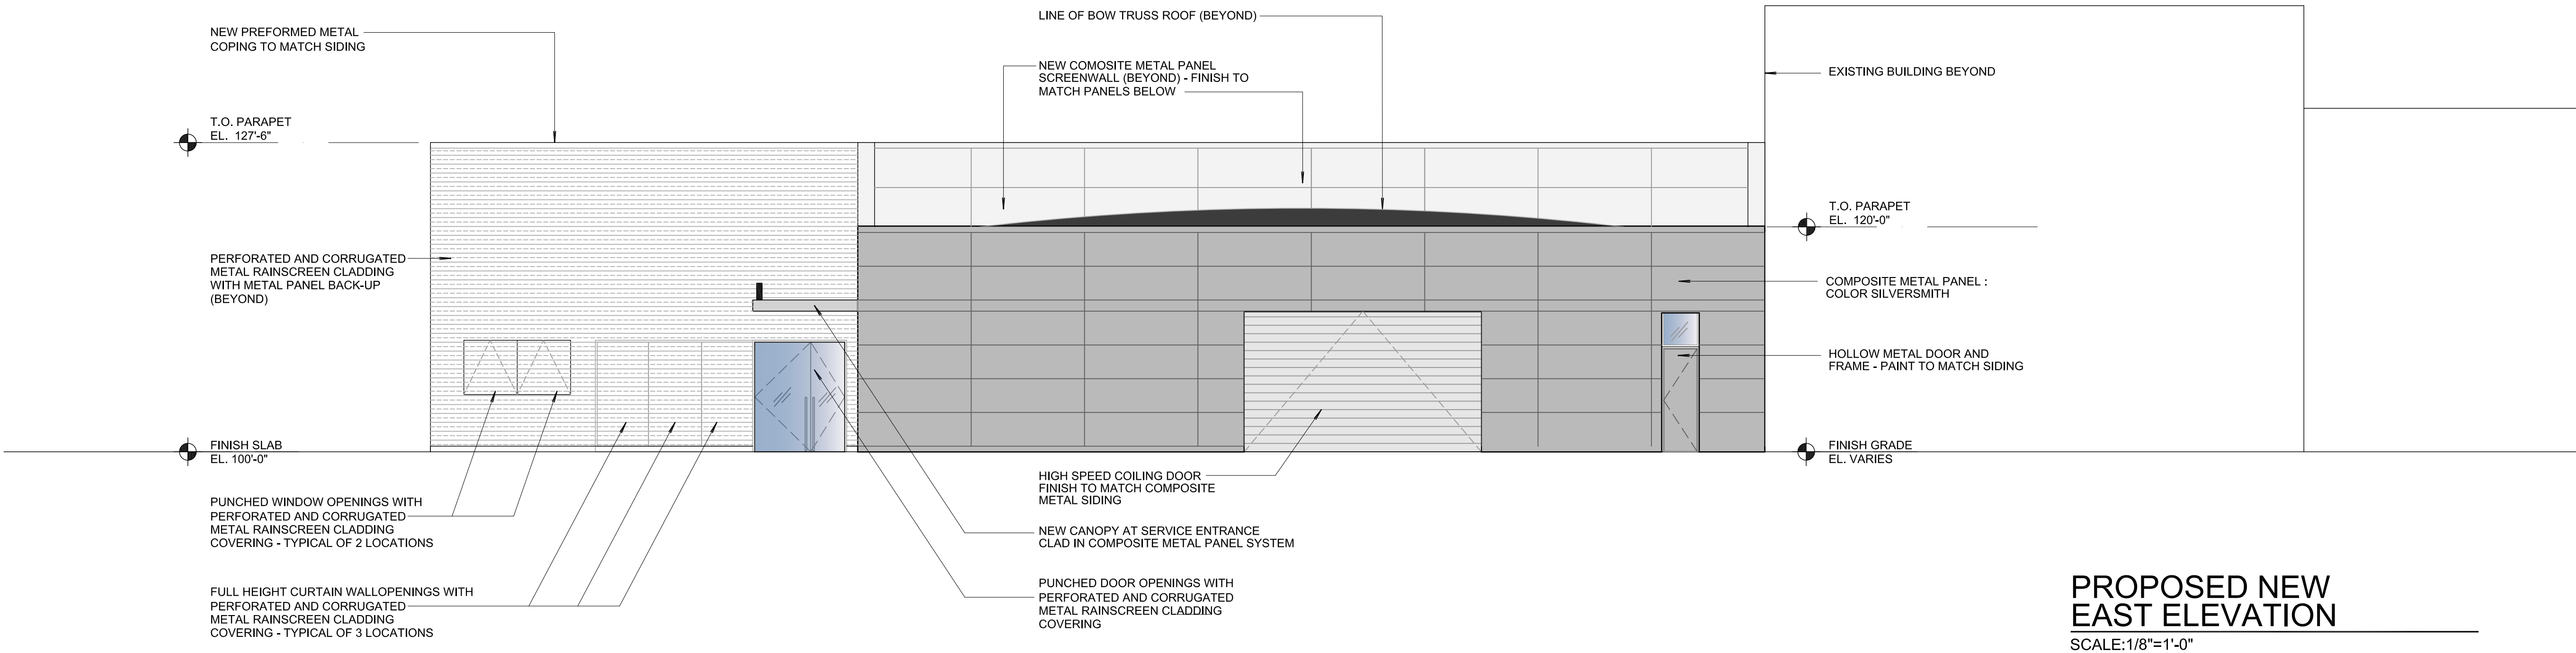 NEW PREFORMED METAL
COPING TO MATCH SIDING
T.O. PARAPET
EL. 127'-6"
PERFORATED AND CORRUGATED
METAL RAINSCREEN CLADDING
WITH METAL PANEL BACK-UP
(BEYOND)
FINISH SLAB
EL. 100'-0"
PUNCHED WINDOW OPENINGS WITH
PERFORATED AND CORRUGATED
METAL RAINSCREEN CLADDING
COVERING - TYPICAL OF 2 LOCATIONS
FULL HEIGHT CURTAIN WALLOPENINGS WITH
PERFORATED AND CORRUGATED
METAL RAINSCREEN CLADDING
COVERING - TYPICAL OF 3 LOCATIONS
LINE OF BOW TRUSS ROOF (BEYOND)
NEW COMOSITE METAL PANEL
SCREENWALL (BEYOND) - FINISH TO
MATCH PANELS BELOW
HIGH SPEED COILING DOOR
FINISH TO MATCH COMPOSITE
METAL SIDING
NEW CANOPY AT SERVICE ENTRANCE
CLAD IN COMPOSITE METAL PANEL SYSTEM
PUNCHED DOOR OPENINGS WITH
PERFORATED AND CORRUGATED
METAL RAINSCREEN CLADDING
COVERING
EXISTING BUILDING BEYOND
T.O. PARAPET
EL. 120'-0"
COMPOSITE METAL PANEL :
COLOR SILVERSMITH
HOLLOW METAL DOOR AND
FRAME - PAINT TO MATCH SIDING
FINISH GRADE
EL. VARIES
PROPOSED NEW
EAST ELEVATION
SCALE:1/8"=1'-0"